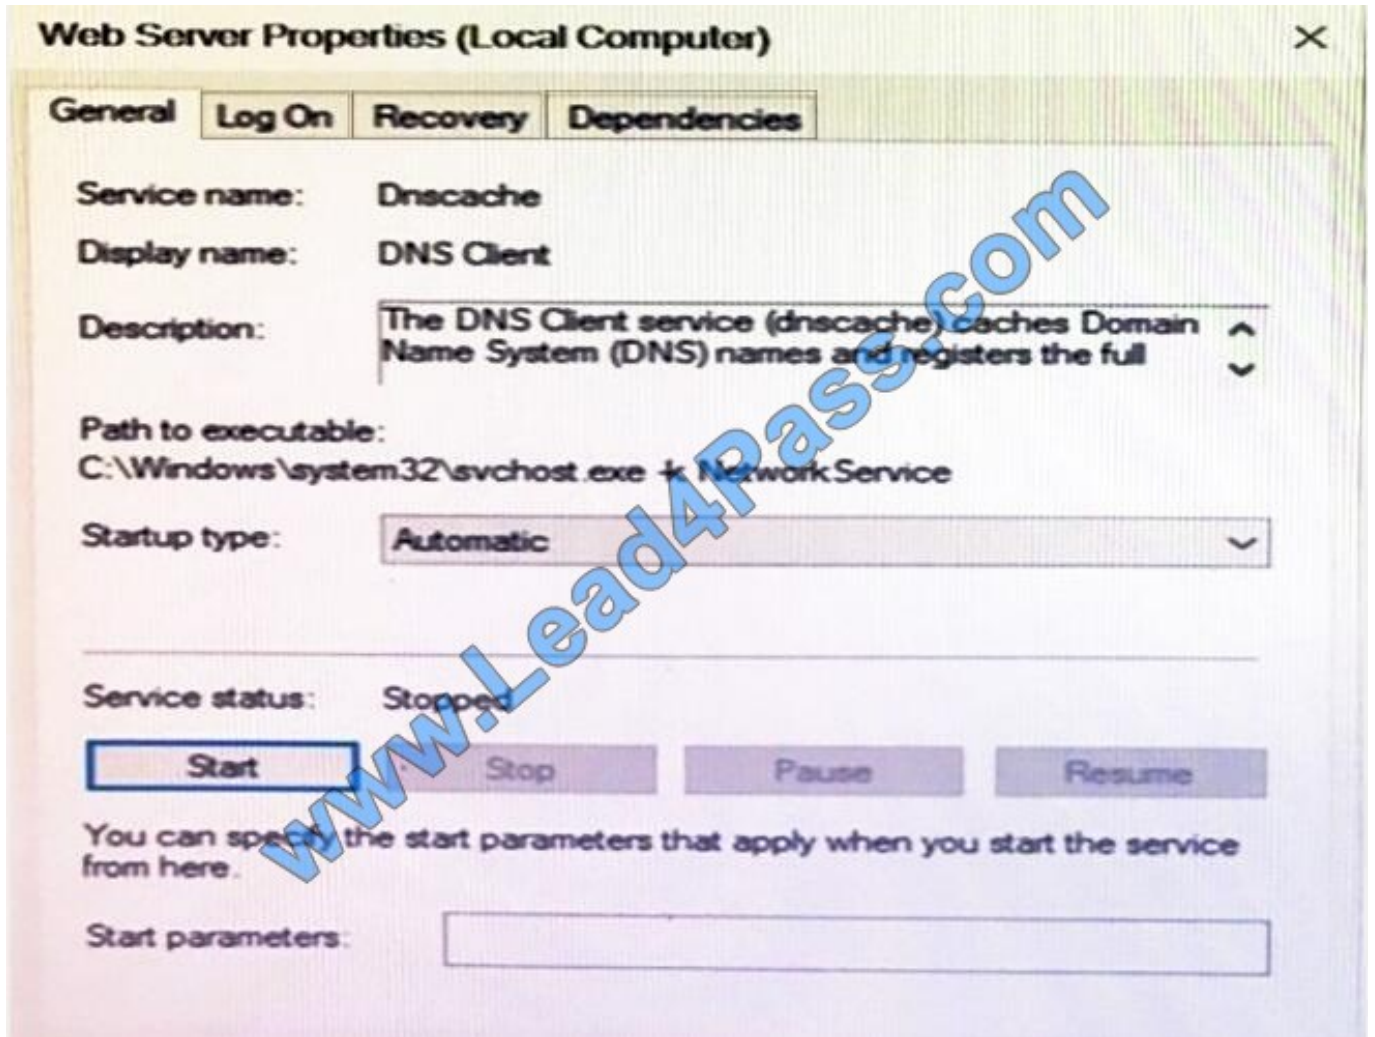 Web Server Properties (Local Computer)
General
Log On
Recovery
Dependencies
Service name: Dnscache
Display name: DNS Client
Description: The DNS Client service (dnscache) caches Domain
Name System (DNS) names and registers the full
Path to executable:
C:\Windows\system32\svchost.exe -k NetworkService
Startup type: Automatic
Service status: Stopped
Start
Stop
Pause
Resume
You can specify the start parameters that apply when you start the service
from here.
Start parameters:
www.Lead4Pass.com